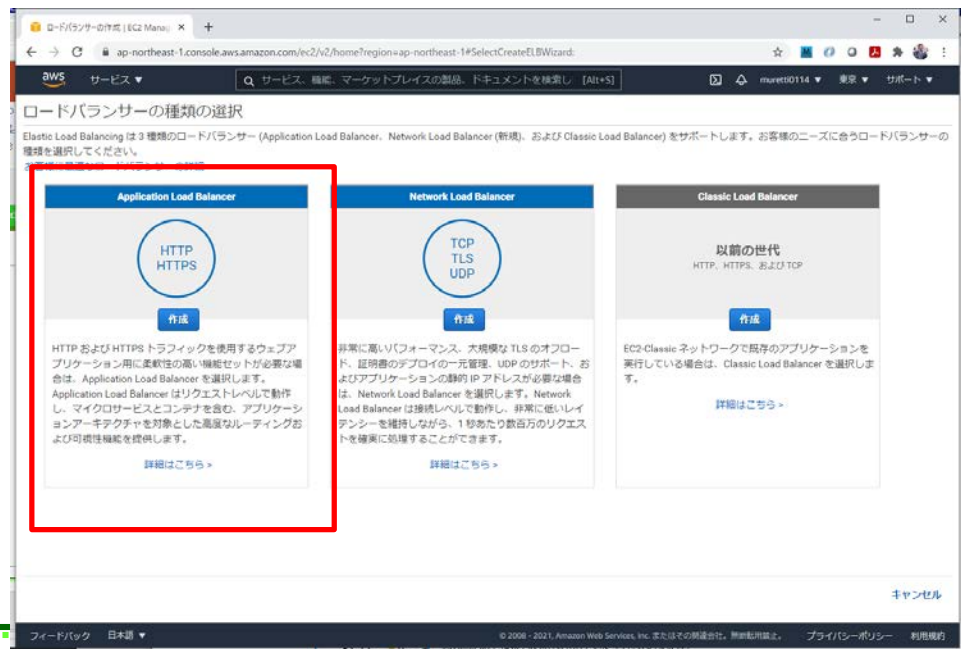 ロードバランサーの作成 | EC2 Manag
ap-northeast-1.console.aws.amazon.com/ec2/v2/home?region=ap-northeast-1#SelectCreateELBWizard:
aws サービス ▼ サービス、機能、マーケットプレイスの製品、ドキュメントを検索し [Alt+S] muretti0114 ▼ 東京 ▼ サポート ▼
ロードバランサーの種類の選択
Elastic Load Balancing は 3 種類のロードバランサー (Application Load Balancer、Network Load Balancer (新規)、および Classic Load Balancer) をサポートします。お客様のニーズに合うロードバランサーの
種類を選択してください。
Application Load Balancer
HTTP
HTTPS
作成
HTTP および HTTPS トラフィックを使用するウェブア
プリケーション用に柔軟性の高い機能セットが必要な場
合は、Application Load Balancer を選択します。
Application Load Balancer はリクエストレベルで動作
し、マイクロサービスとコンテナを含む、アプリケーシ
ョンアーキテクチャを対象とした高度なルーティングお
よび可視性機能を提供します。
詳細はこちら >
Network Load Balancer
TCP
TLS
UDP
作成
非常に高いパフォーマンス、大規模な TLS のオフロー
ド、証明書のデプロイの一元管理、UDP のサポート、お
よびアプリケーションの静的 IP アドレスが必要な場合
は、Network Load Balancer を選択します。Network
Load Balancer は接続レベルで動作し、非常に低いレイ
テンシーを維持しながら、1 秒あたり数百万のリクエス
トを確実に処理することができます。
詳細はこちら >
Classic Load Balancer
以前の世代
HTTP、HTTPS、および TCP
作成
EC2-Classic ネットワークで既存のアプリケーションを
実行している場合は、Classic Load Balancer を選択しま
す。
詳細はこちら >
キャンセル
フィードバック 日本語 ▼ © 2008 - 2021, Amazon Web Services, Inc. またはその関連会社。無断転用禁止。 プライバシーポリシー 利用規約